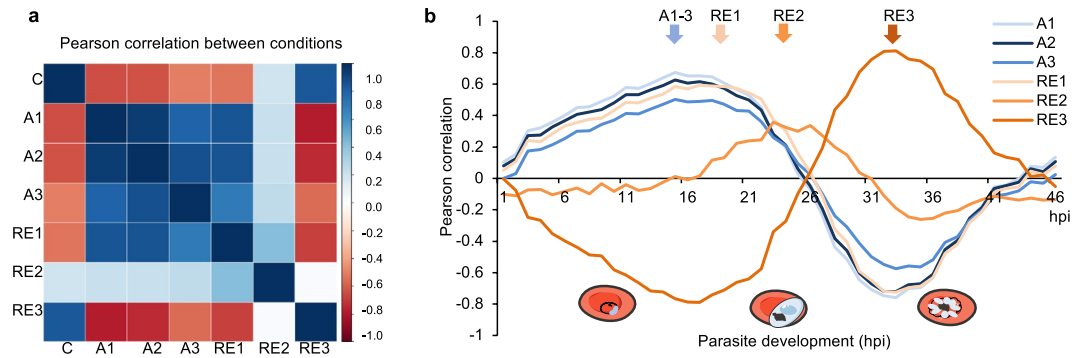 a
Pearson correlation between conditions
C
A1
A2
A3
RE1
RE2
RE3
C A1 A2 A3 RE1 RE2 RE3
1.0
0.8
0.6
0.4
0.2
0.0
-0.2
-0.4
-0.6
-0.8
-1.0
b
A1-3 RE1 RE2 RE3
Pearson correlation
1
0.8
0.6
0.4
0.2
0
-0.2
-0.4
-0.6
-0.8
-1
1 6 11 16 21 26 31 36 41 46
hpi
Parasite development (hpi)
A1
A2
A3
RE1
RE2
RE3